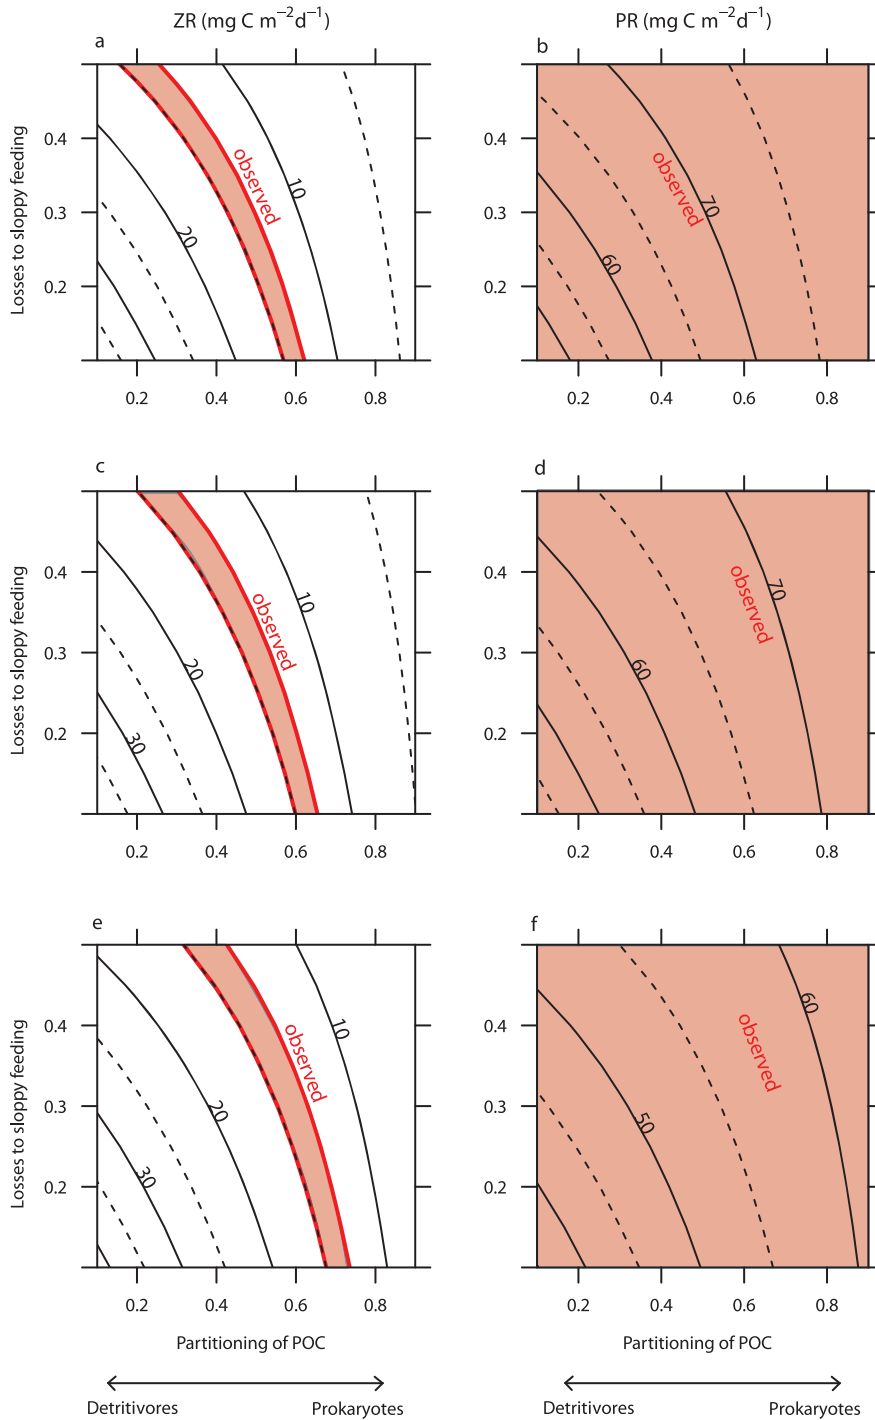 ZR (mg C m−2d−1)
PR (mg C m−2d−1)
a
b
Losses to sloppy feeding
0.4
0.3
0.2
observed
10
20
observed
70
60
0.2 0.4 0.6 0.8
0.2 0.4 0.6 0.8
c
d
Losses to sloppy feeding
0.4
0.3
0.2
observed
10
20
30
observed
70
60
0.2 0.4 0.6 0.8
0.2 0.4 0.6 0.8
e
f
Losses to sloppy feeding
0.4
0.3
0.2
observed
10
20
30
observed
60
50
0.2 0.4 0.6 0.8
0.2 0.4 0.6 0.8
Partitioning of POC
Partitioning of POC
Detritivores Prokaryotes
Detritivores Prokaryotes